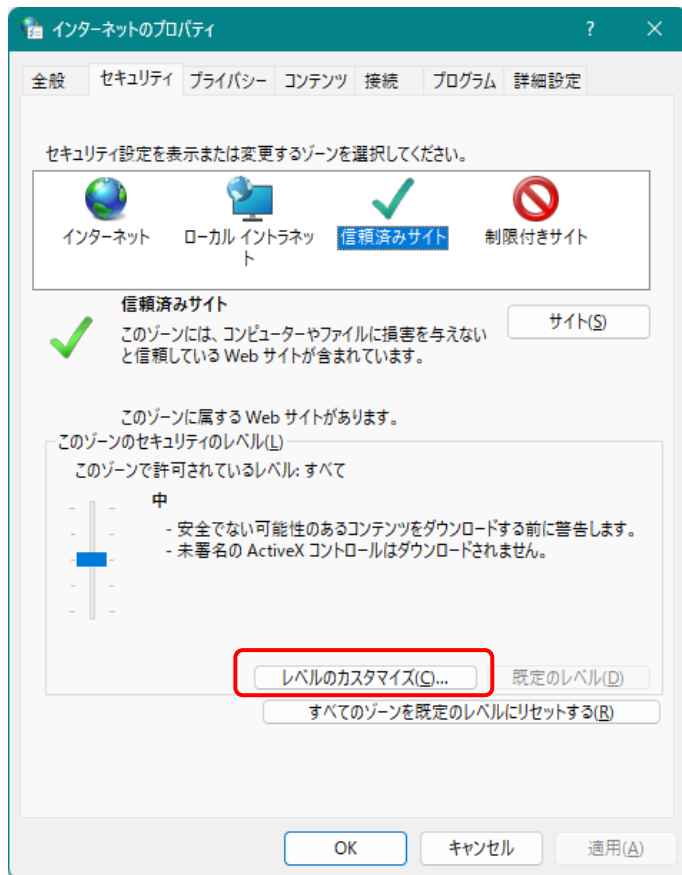 インターネットのプロパティ
?
全般 セキュリティ プライバシー コンテンツ 接続 プログラム 詳細設定
セキュリティ設定を表示または変更するゾーンを選択してください。
インターネット
ローカル イントラネッ
ト
信頼済みサイト
制限付きサイト
信頼済みサイト
このゾーンには、コンピューターやファイルに損害を与えない
と信頼している Web サイトが含まれています。
サイト(S)
このゾーンに属する Web サイトがあります。
このゾーンのセキュリティのレベル(L)
このゾーンで許可されているレベル: すべて
中
- 安全でない可能性のあるコンテンツをダウンロードする前に警告します。
- 未署名の ActiveX コントロールはダウンロードされません。
レベルのカスタマイズ(C)...
既定のレベル(D)
すべてのゾーンを既定のレベルにリセットする(R)
OK
キャンセル
適用(A)